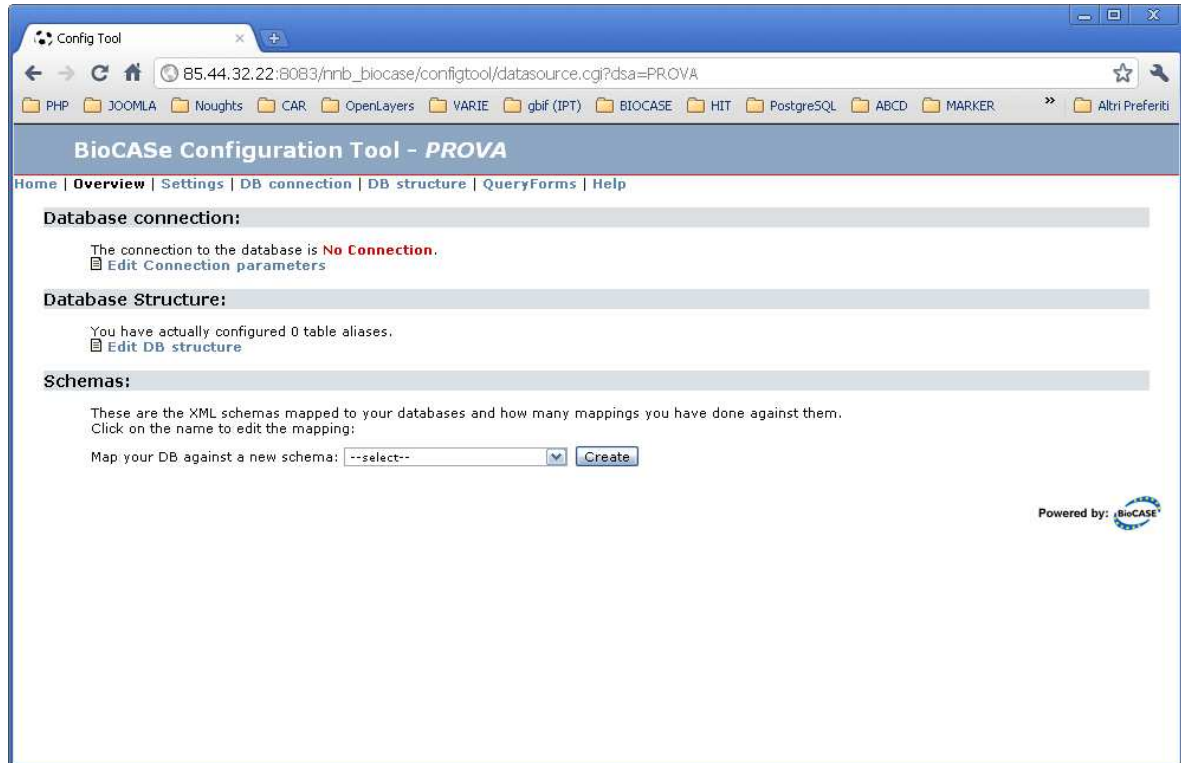 Config Tool
85.44.32.22:8083/nnb_biocase/configtool/datasource.cgi?dsa=PROVA
PHP JOOMLA Noughts CAR OpenLayers VARIE gbif (IPT) BIOCASE HIT PostgreSQL ABCD MARKER » Altri Preferiti
BioCASe Configuration Tool - PROVA
Home | Overview | Settings | DB connection | DB structure | QueryForms | Help
Database connection:
The connection to the database is No Connection.
Edit Connection parameters
Database Structure:
You have actually configured 0 table aliases.
Edit DB structure
Schemas:
These are the XML schemas mapped to your databases and how many mappings you have done against them.
Click on the name to edit the mapping:
Map your DB against a new schema: --select-- Create
Powered by: BioCASE